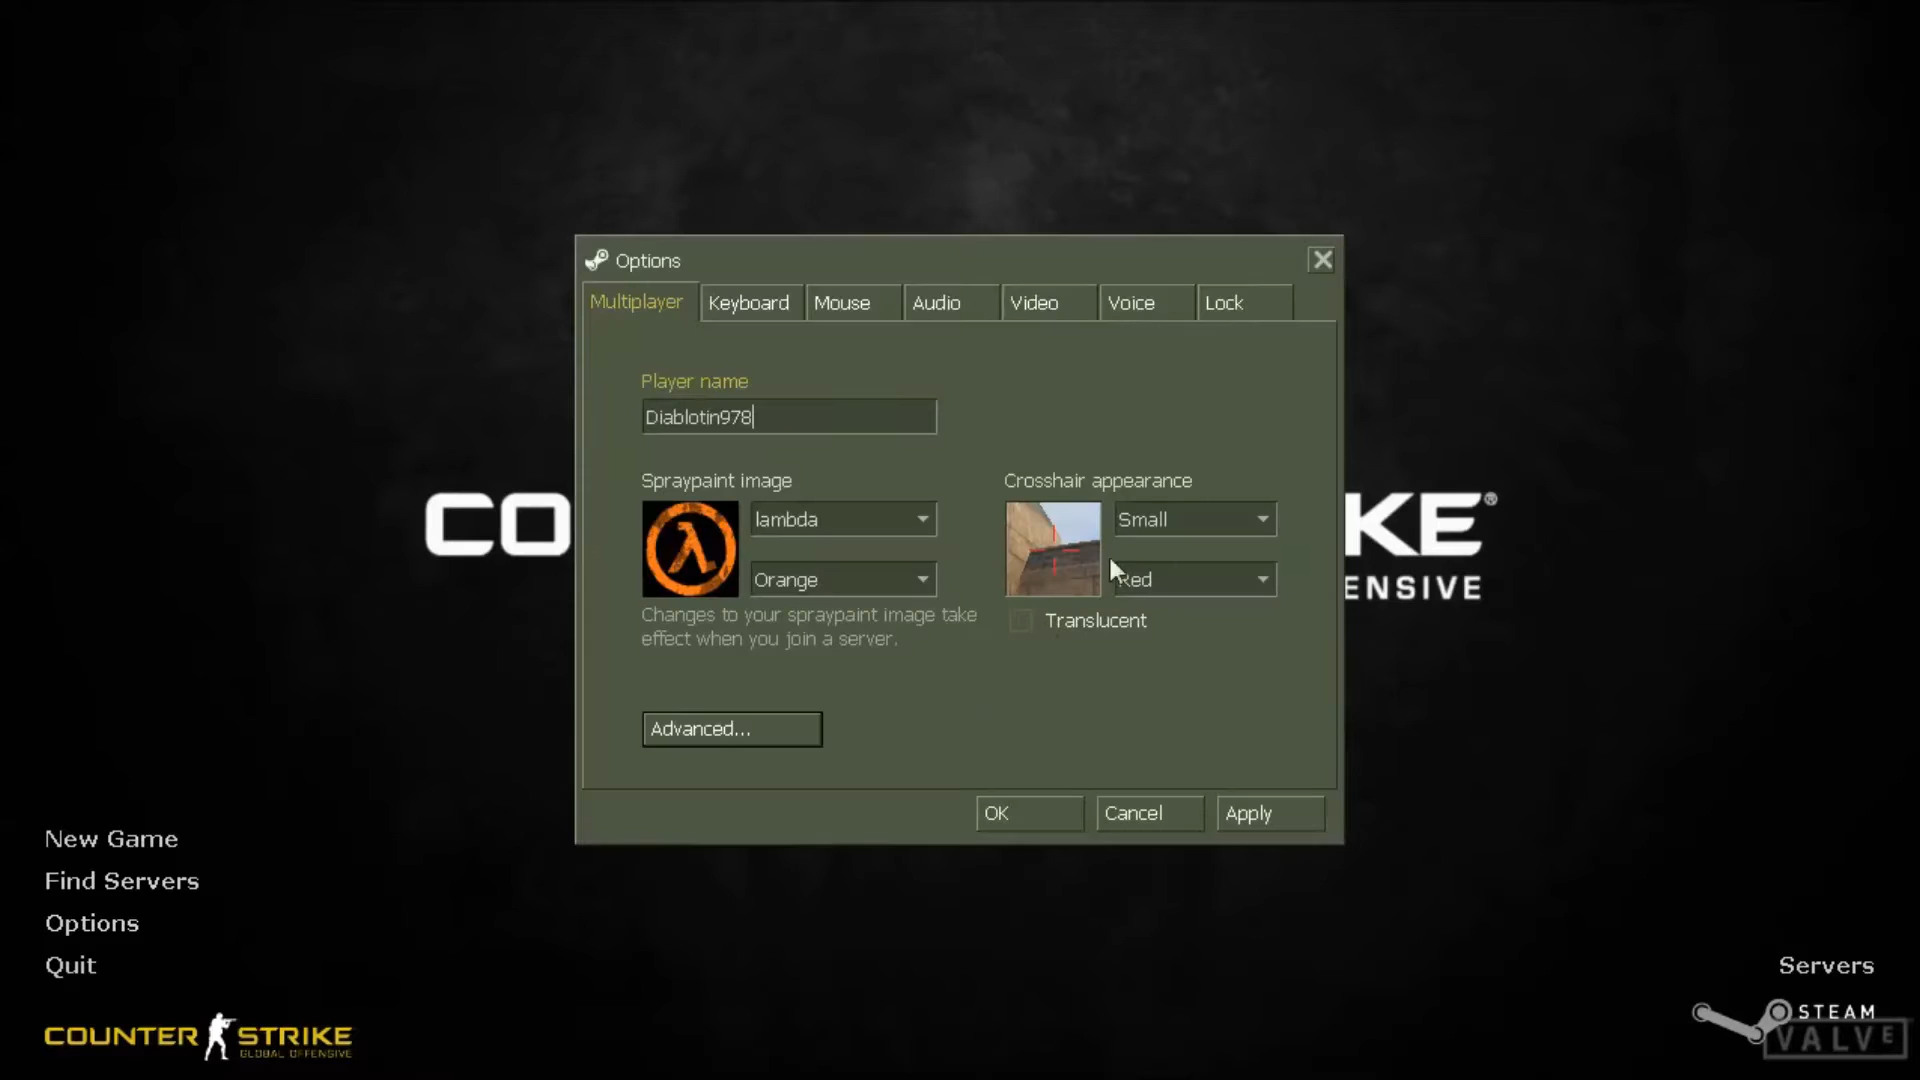 Options
Multiplayer Keyboard Mouse Audio Video Voice Lock
Player name
Diablotin978
Spraypaint image
lambda
Orange
Changes to your spraypaint image take
effect when you join a server.
Crosshair appearance
Small
Red
Translucent
Advanced...
OK Cancel Apply
CO KE®
ENSIVE
New Game
Find Servers
Options
Quit
COUNTER STRIKE
GLOBAL OFFENSIVE
Servers
STEAM
VALVE